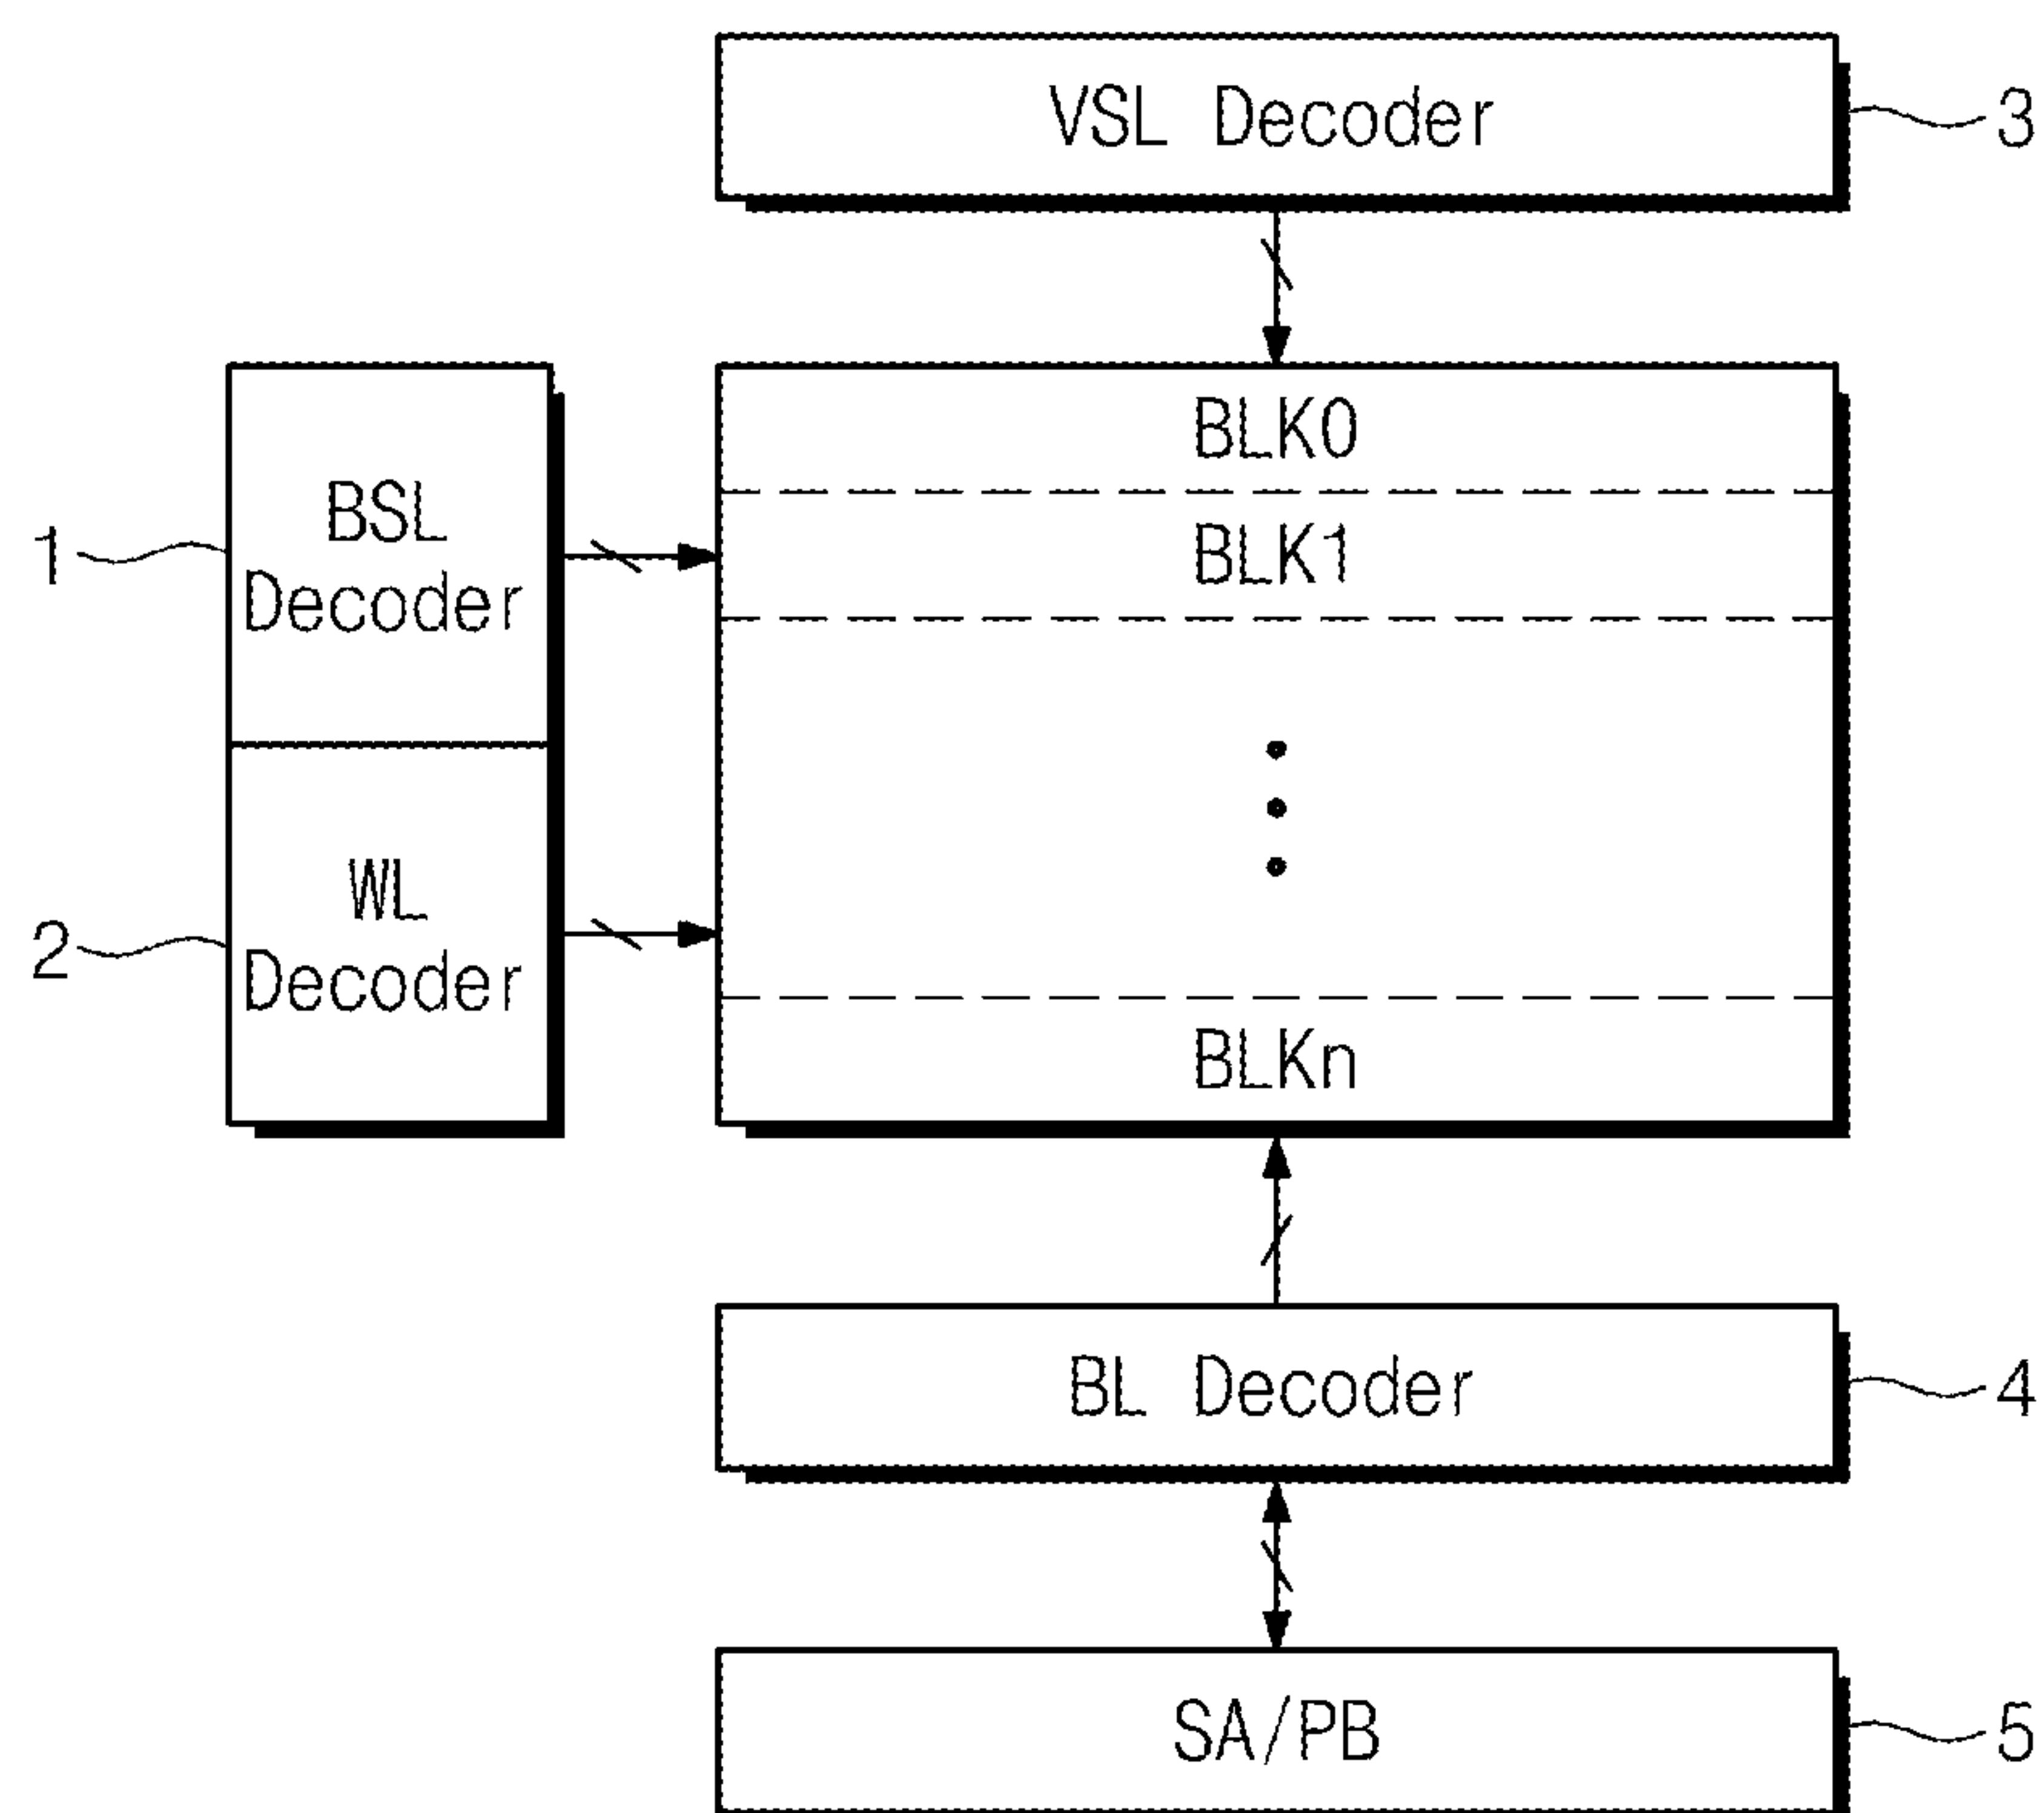 VSL Decoder
3
BLK0
BSL
Decoder
1
BLK1
WL
Decoder
2
BLKn
BL Decoder
4
SA/PB
5